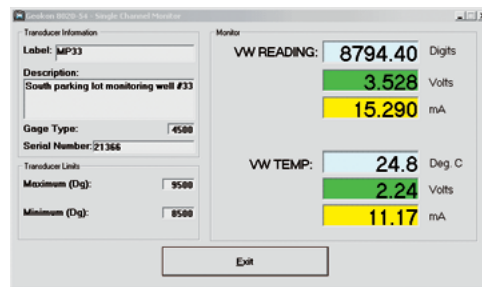 Geokon 8020-54 - Single Channel Monitor
Transducer Information
Label: MP33
Description:
South parking lot monitoring well #33
Gage Type: 4500
Serial Number: 21366
Transducer Limits
Maximum (Dg): 9500
Minimum (Dg): 8500
Monitor
VW READING: 8794.40 Digits
3.528 Volts
15.290 mA
VW TEMP: 24.8 Deg. C
2.24 Volts
11.17 mA
Exit